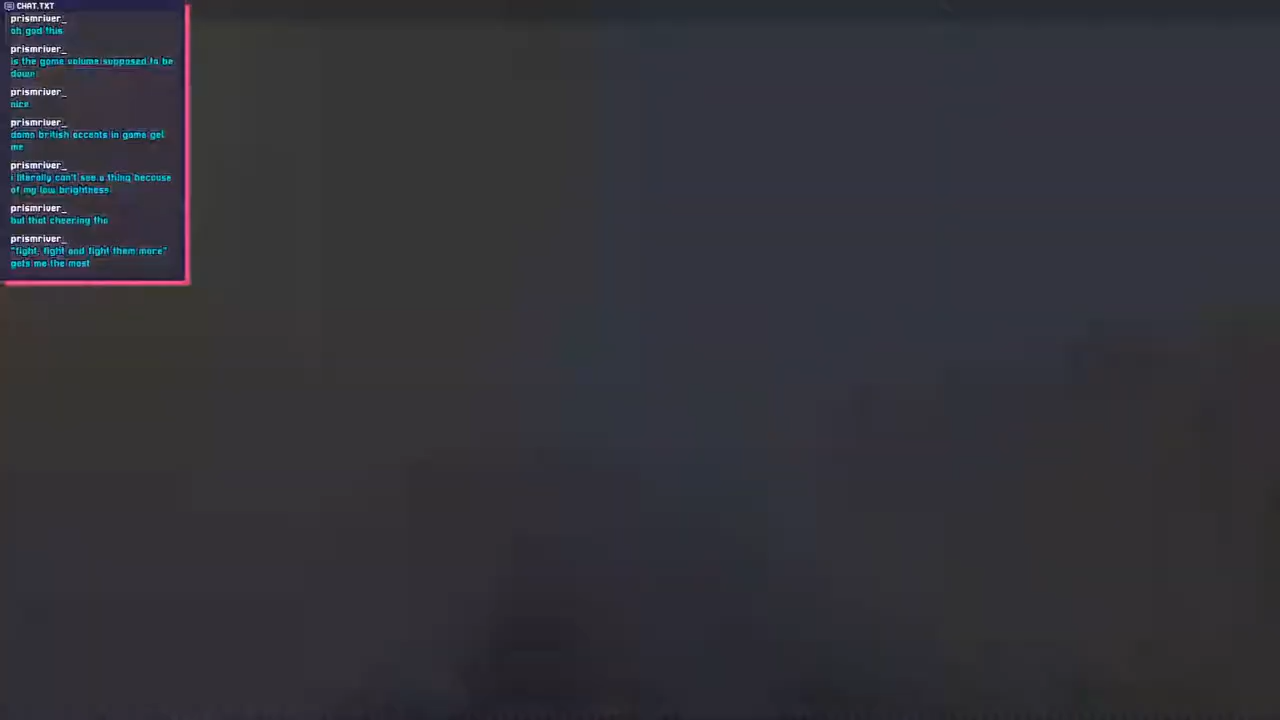 CHAT.TXT
prismriver_
oh god this
prismriver_
is the game volume supposed to be
down
prismriver_
nice
prismriver_
damn british accents in game get
me
prismriver_
i literally can't see a thing because
of my low brightness
prismriver_
but that cheering tho
prismriver_
"fight, fight and fight them more"
gets me the most